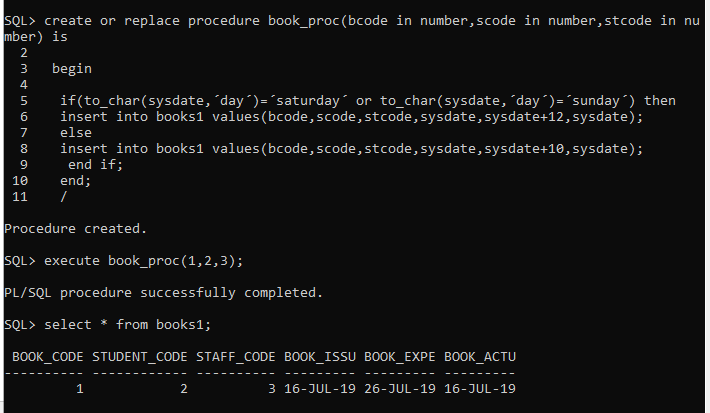 SQL> create or replace procedure book_proc(bcode in number,scode in number,stcode in nu
mber) is
2
3 begin
4
5 if(to_char(sysdate,´day´)=´saturday´ or to_char(sysdate,´day´)=´sunday´) then
6 insert into books1 values(bcode,scode,stcode,sysdate,sysdate+12,sysdate);
7 else
8 insert into books1 values(bcode,scode,stcode,sysdate,sysdate+10,sysdate);
9 end if;
10 end;
11 /
Procedure created.
SQL> execute book_proc(1,2,3);
PL/SQL procedure successfully completed.
SQL> select * from books1;
BOOK_CODE STUDENT_CODE STAFF_CODE BOOK_ISSU BOOK_EXPE BOOK_ACTU
---------- ------------ ---------- --------- --------- ---------
1 2 3 16-JUL-19 26-JUL-19 16-JUL-19